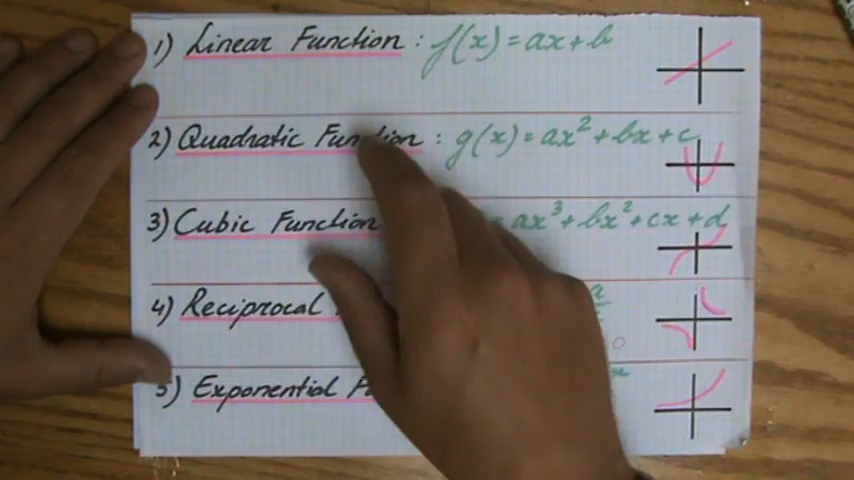 1) Linear Function : f(x) = ax + b
2) Quadratic Function : g(x) = ax² + bx + c
3) Cubic Function = ax³ + bx² + cx + d
4) Reciprocal
5) Exponential